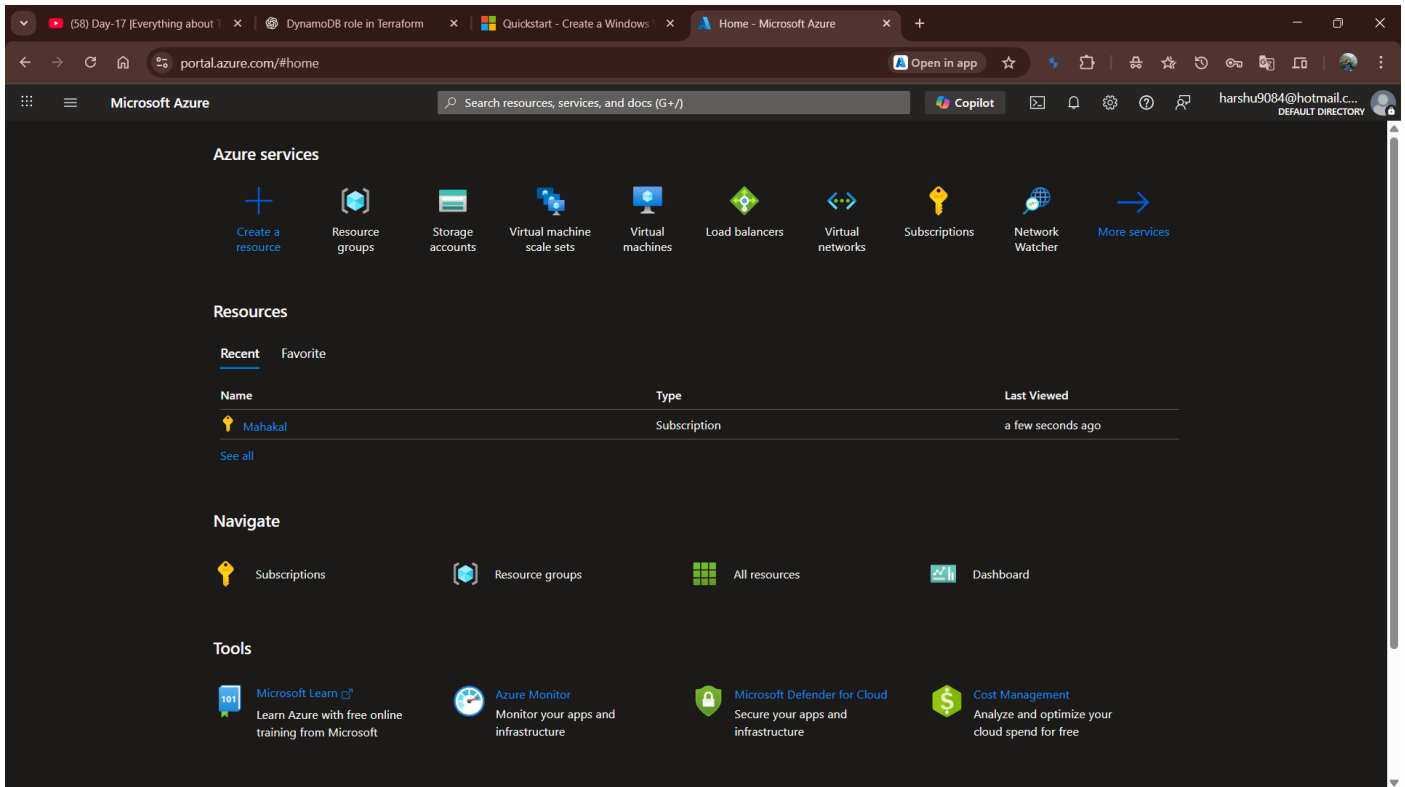 (58) Day-17 |Everything about T
DynamoDB role in Terraform
Quickstart - Create a Windows
Home - Microsoft Azure
portal.azure.com/#home
Open in app
Microsoft Azure
Search resources, services, and docs (G+/)
Copilot
harshu9084@hotmail.c...
DEFAULT DIRECTORY
Azure services
Create a
resource
Resource
groups
Storage
accounts
Virtual machine
scale sets
Virtual
machines
Load balancers
Virtual
networks
Subscriptions
Network
Watcher
More services
Resources
Recent
Favorite
Name
Type
Last Viewed
Mahakal
Subscription
a few seconds ago
See all
Navigate
Subscriptions
Resource groups
All resources
Dashboard
Tools
101
Microsoft Learn
Learn Azure with free online
training from Microsoft
Azure Monitor
Monitor your apps and
infrastructure
Microsoft Defender for Cloud
Secure your apps and
infrastructure
Cost Management
Analyze and optimize your
cloud spend for free